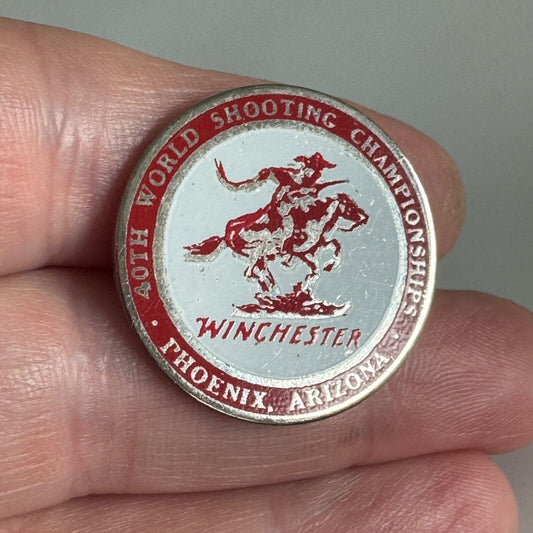 40TH WORLD SHOOTING CHAMPIONSHIPS
WINCHESTER
· PHOENIX, ARIZONA ·